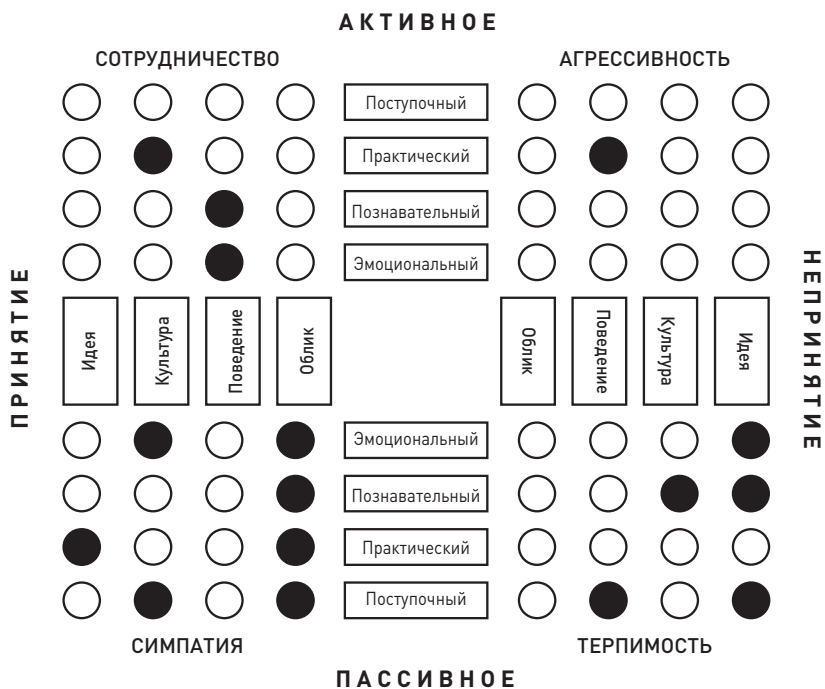 АКТИВНОЕ
СОТРУДНИЧЕСТВО
АГРЕССИВНОСТЬ
Поступочный
Практический
Познавательный
Эмоциональный
ПРИНЯТИЕ
Идея
Культура
Поведение
Облик
Облик
Поведение
Культура
Идея
НЕПРИНЯТИЕ
Эмоциональный
Познавательный
Практический
Поступочный
СИМПАТИЯ
ТЕРПИМОСТЬ
ПАССИВНОЕ